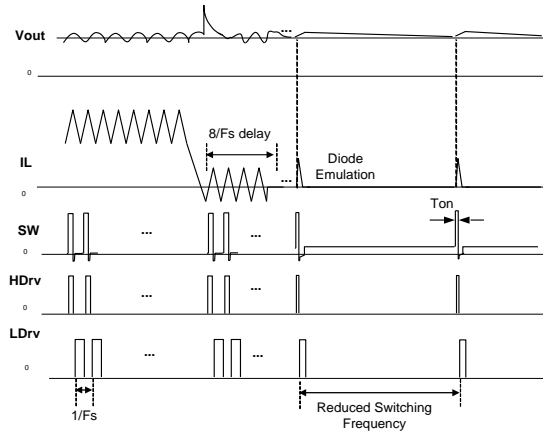 Vout
...
0
8/Fs delay
Diode
Emulation
IL
...
0
Ton
SW
...
...
0
HDrv
...
...
0
LDrv
...
...
0
1/Fs
Reduced Switching
Frequency